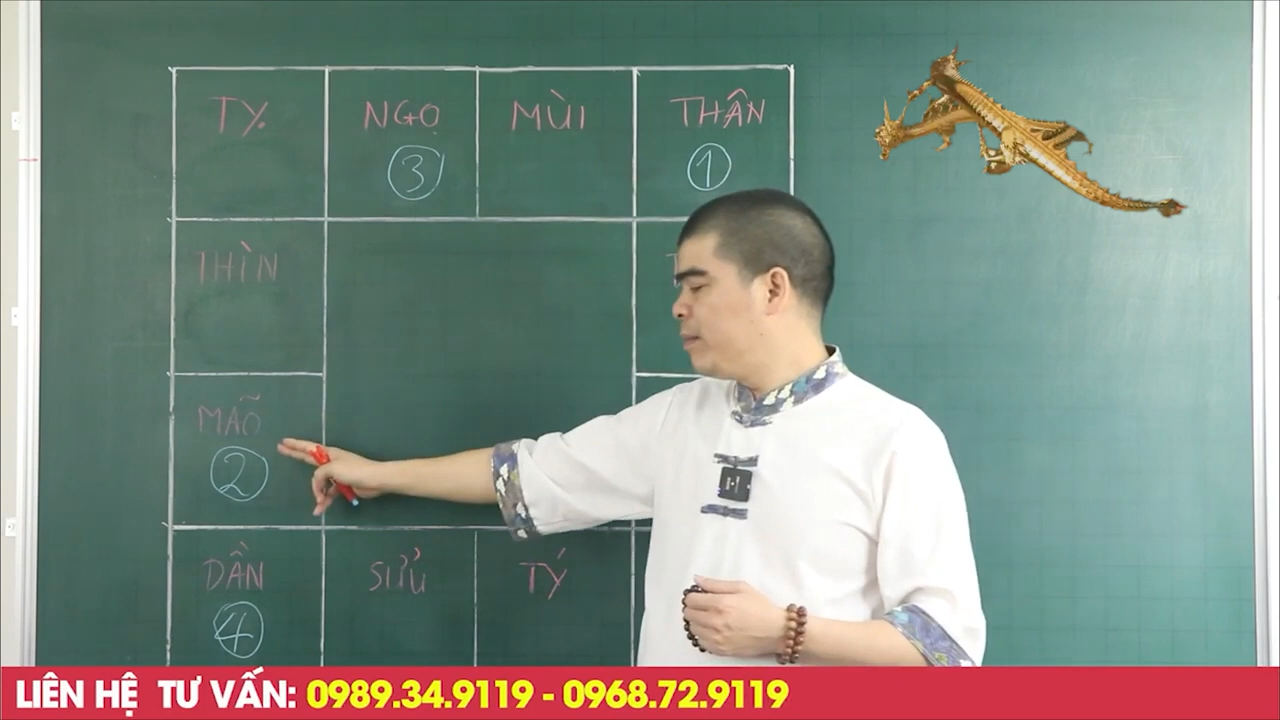 TỴ NGỌ MÙI THÂN
3 1
THÌN
MAÕ
2
DẦN SỬU TÝ
4
LIÊN HỆ TƯ VẤN: 0989.34.9119 - 0968.72.9119